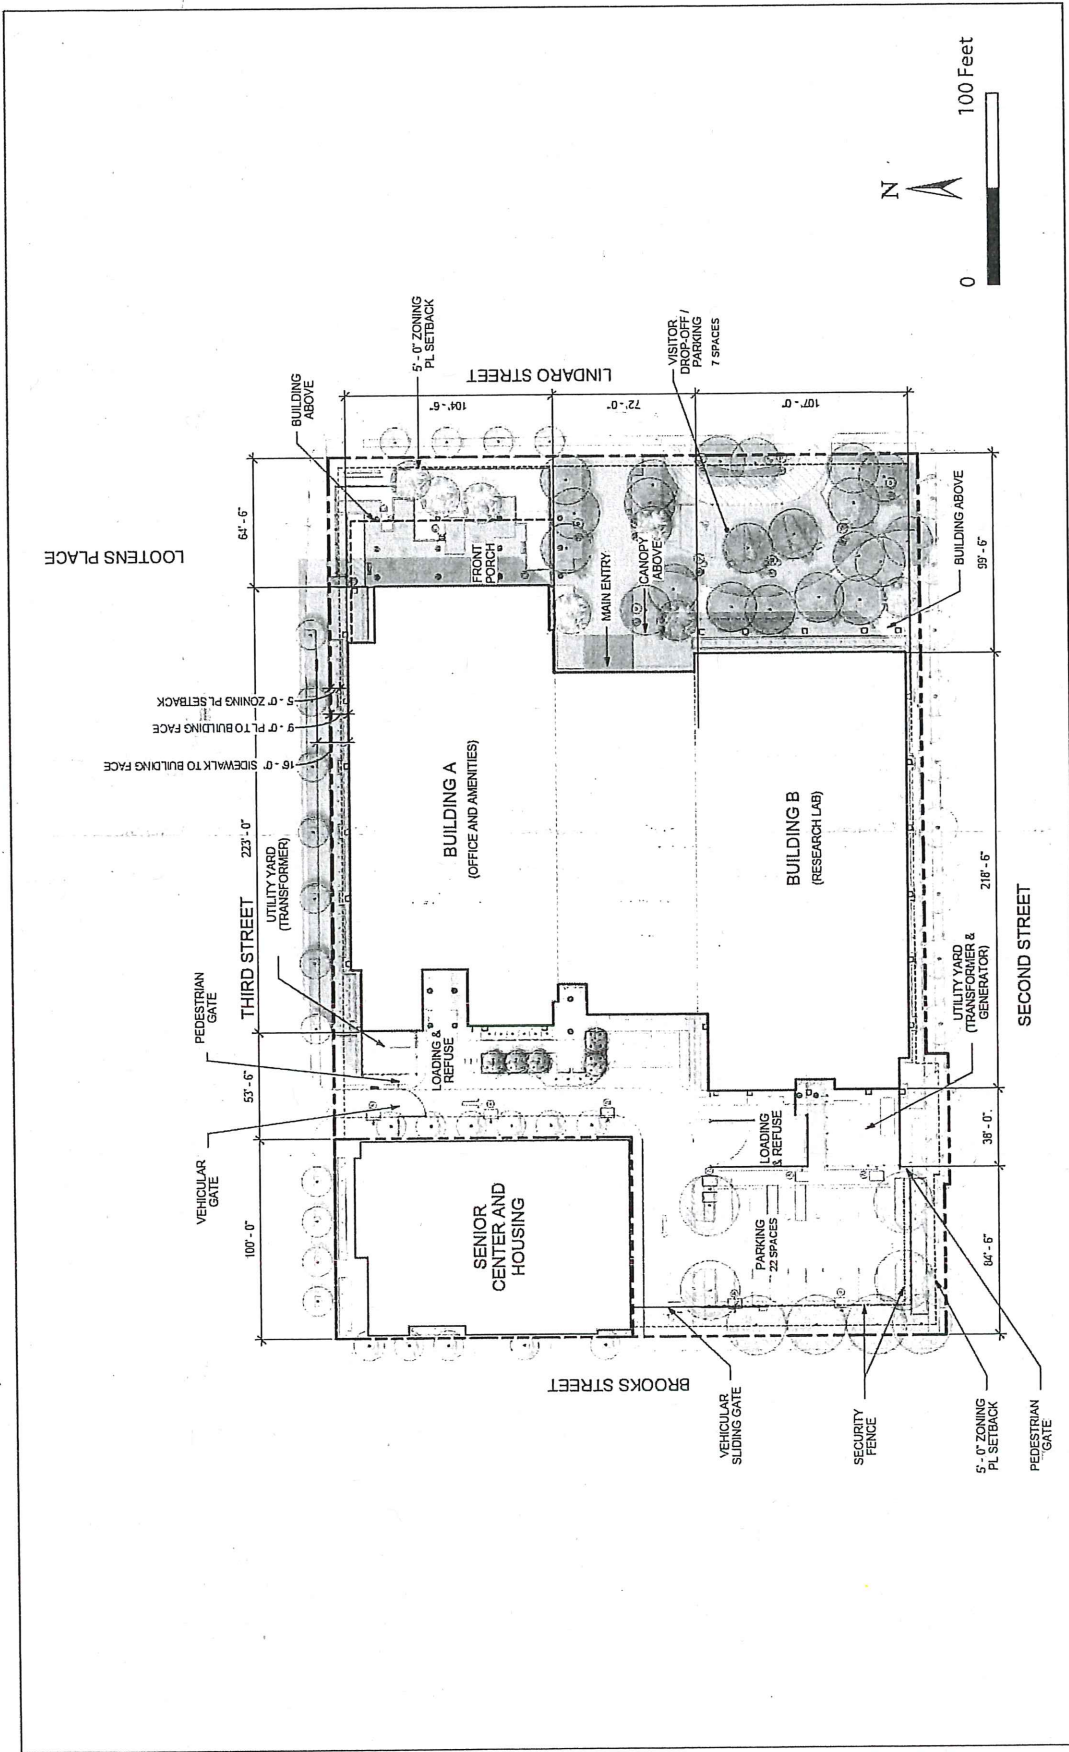 LOOTENS PLACE
PEDESTRIAN
GATE
VEHICULAR
GATE
THIRD STREET
UTILITY YARD
(TRANSFORMER)
100' - 0"
53' - 6"
223' - 0"
64' - 6"
16' - 0" SIDEWALK TO BUILDING FACE
9' - 0" PL TO BUILDING FACE
5' - 0" ZONING PL SETBACK
BUILDING
ABOVE
5' - 0" ZONING
PL SETBACK
LINDARO STREET
104' - 6"
72' - 0"
107' - 0"
FRONT
PORCH
MAIN ENTRY
CANOPY
ABOVE
VISITOR
DROP-OFF /
PARKING
7 SPACES
BUILDING ABOVE
99' - 6"
BUILDING A
(OFFICE AND AMENITIES)
BUILDING B
(RESEARCH LAB)
LOADING &
REFUSE
SENIOR
CENTER AND
HOUSING
LOADING
& REFUSE
PARKING
22 SPACES
BROOKS STREET
VEHICULAR
SLIDING GATE
SECURITY
FENCE
5' - 0" ZONING
PL SETBACK
PEDESTRIAN
GATE
84' - 6"
38' - 0"
218' - 6"
UTILITY YARD
(TRANSFORMER &
GENERATOR)
SECOND STREET
N
0
100 Feet